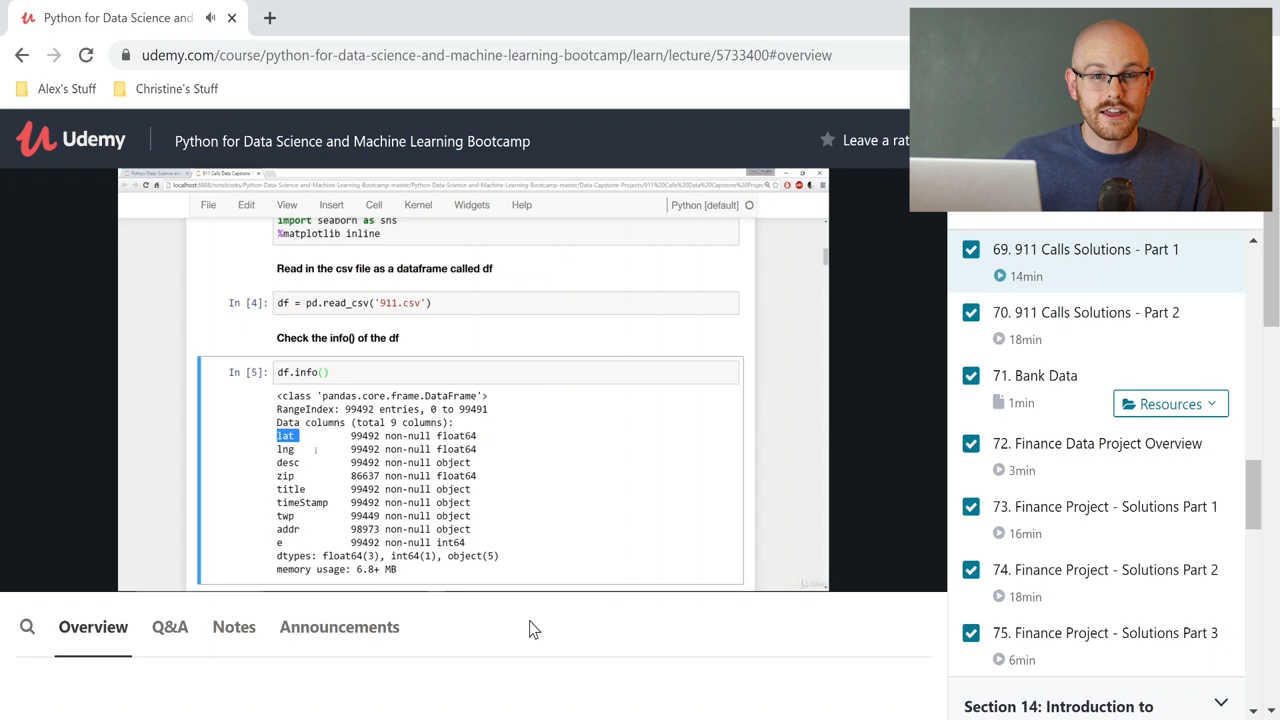 Python for Data Science and
udemy.com/course/python-for-data-science-and-machine-learning-bootcamp/learn/lecture/5733400#overview
Alex's Stuff
Christine's Stuff
Udemy
Python for Data Science and Machine Learning Bootcamp
Leave a rat
911 Calls Data Capstone
File Edit View Insert Cell Kernel Widgets Help
Python [default]
import seaborn as sns
%matplotlib inline
Read in the csv file as a dataframe called df
In [4]: df = pd.read_csv('911.csv')
Check the info() of the df
In [5]: df.info()
<class 'pandas.core.frame.DataFrame'>
RangeIndex: 99492 entries, 0 to 99491
Data columns (total 9 columns):
lat 99492 non-null float64
lng 99492 non-null float64
desc 99492 non-null object
zip 86637 non-null float64
title 99492 non-null object
timeStamp 99492 non-null object
twp 99449 non-null object
addr 98973 non-null object
e 99492 non-null int64
dtypes: float64(3), int64(1), object(5)
memory usage: 6.8+ MB
Udemy
69. 911 Calls Solutions - Part 1
14min
70. 911 Calls Solutions - Part 2
18min
71. Bank Data
1min
Resources
72. Finance Data Project Overview
3min
73. Finance Project - Solutions Part 1
16min
74. Finance Project - Solutions Part 2
18min
75. Finance Project - Solutions Part 3
6min
Section 14: Introduction to
Overview
Q&A
Notes
Announcements